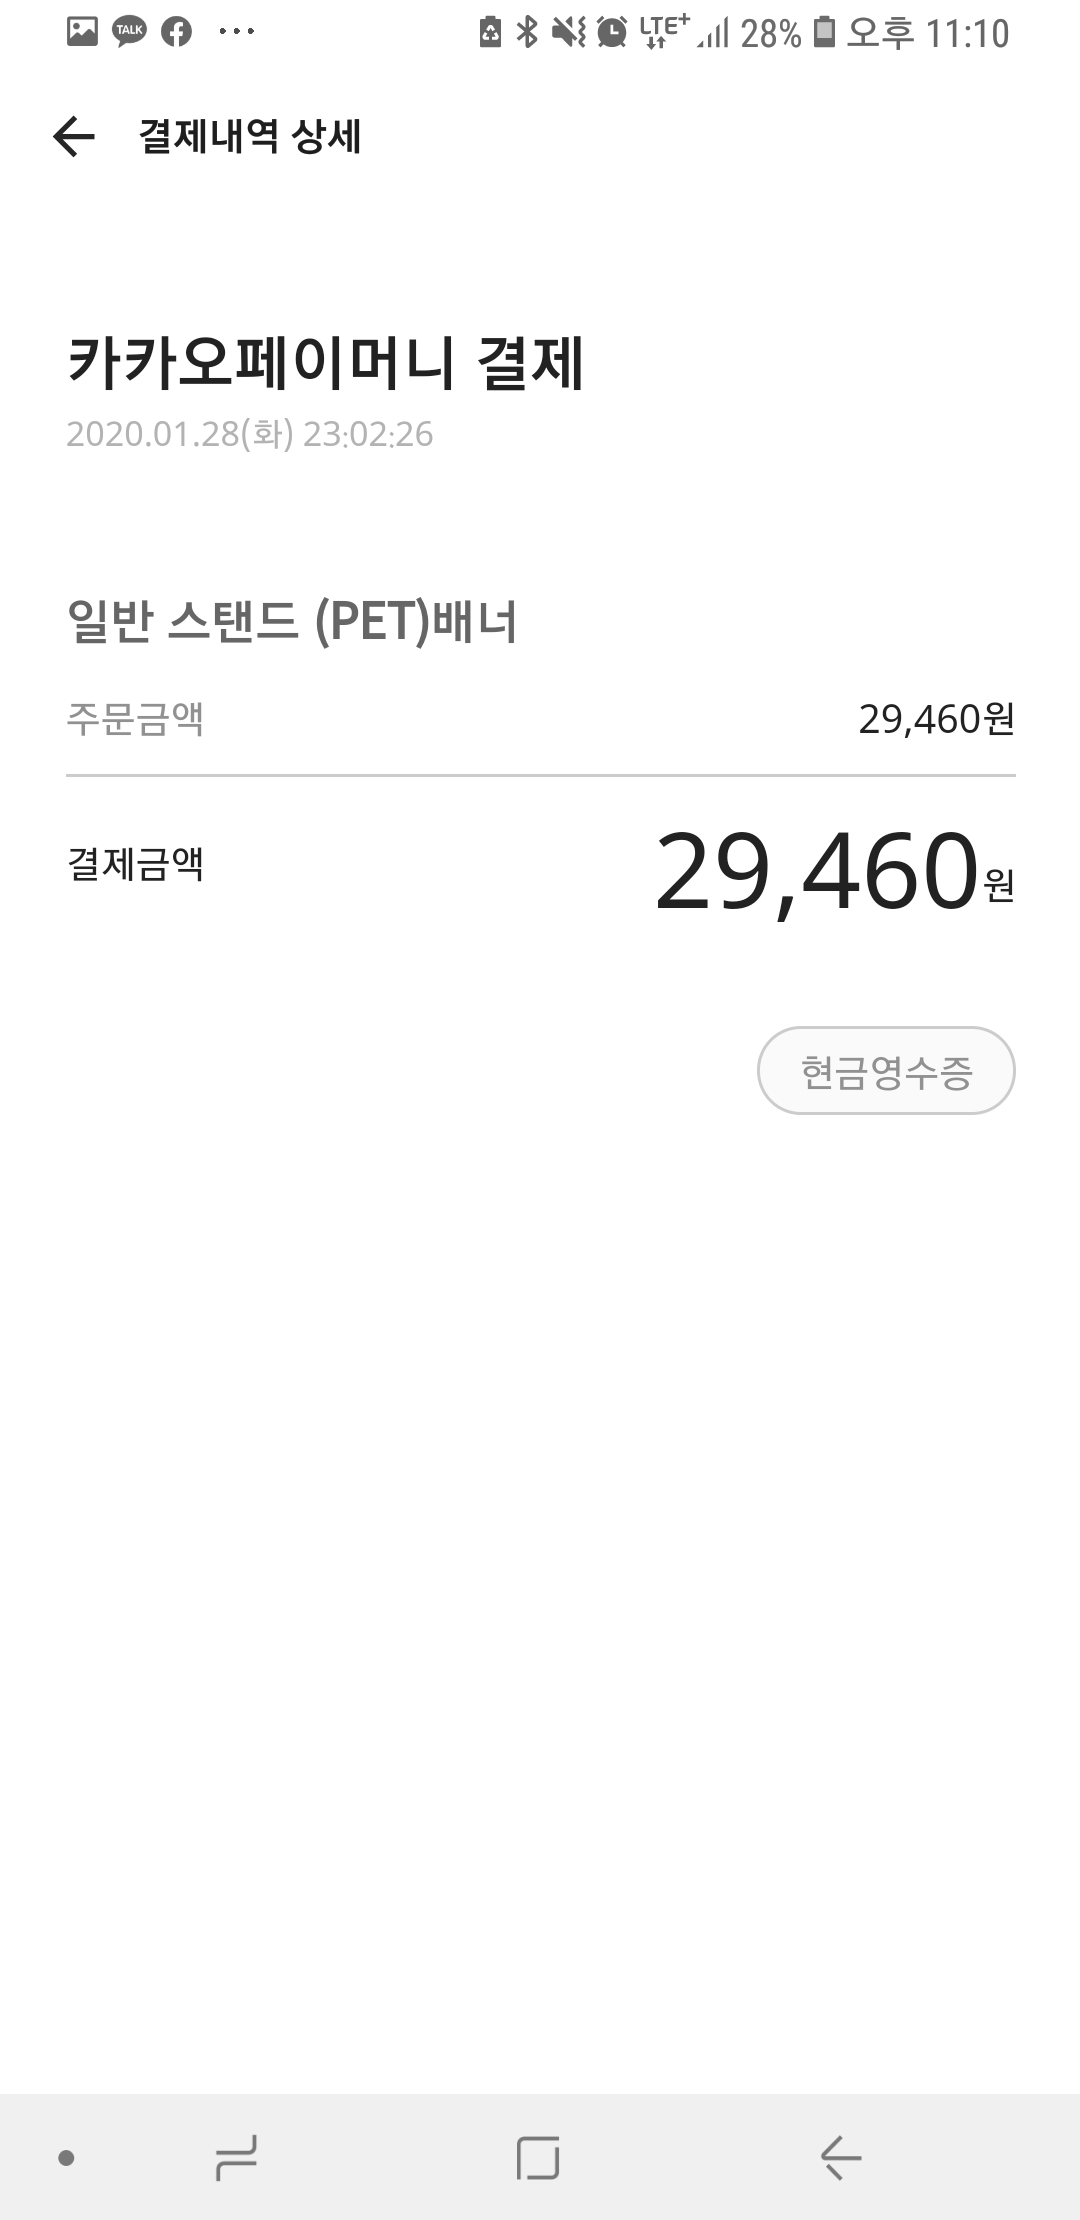 TALK LTE+ 28% 오후 11:10
결제내역 상세
카카오페이머니 결제
2020.01.28(화) 23:02:26
일반 스탠드 (PET)배너
주문금액 29,460원
결제금액 29,460원
현금영수증